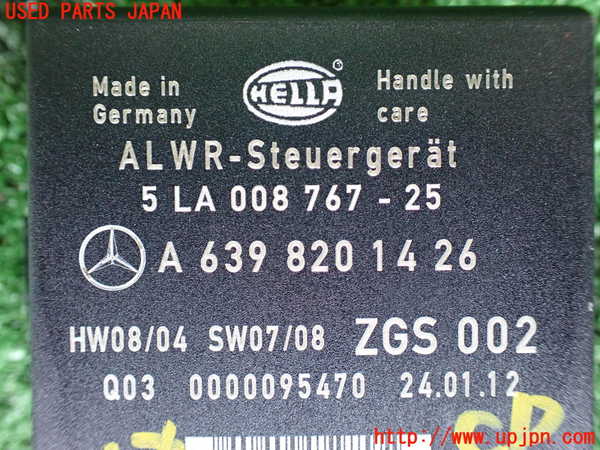 USED PARTS JAPAN
Made in Germany
HELLA
®
Handle with care
ALWR-Steuergerät
5 LA 008 767 - 25
A 639 820 14 26
HW08/04 SW07/08 ZGS 002
Q03 0000095470 24.01.12
www.upjpn.com